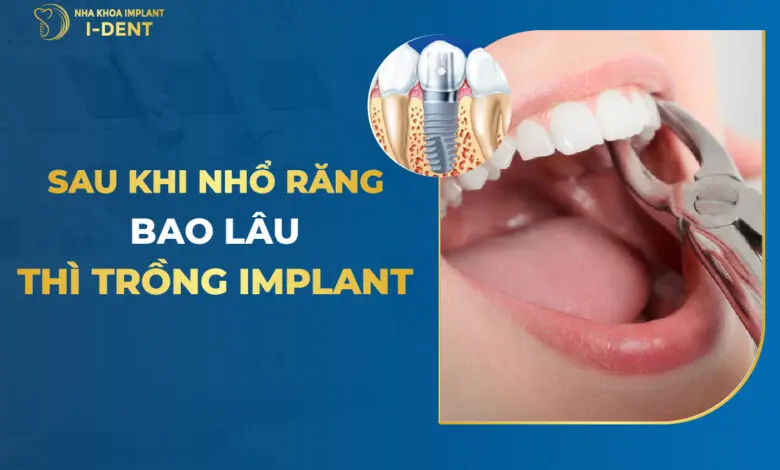 NHA KHOA IMPLANT
I-DENT
SAU KHI NHỔ RĂNG
BAO LÂU
THÌ TRỒNG IMPLANT